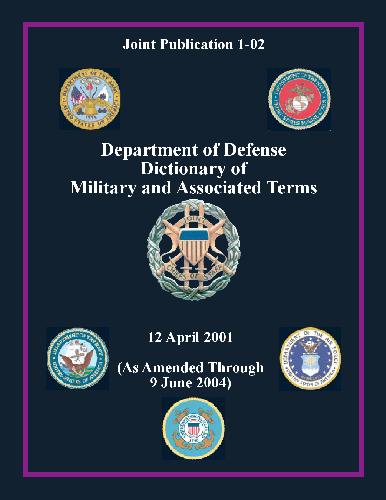 Joint Publication 1-02
Department of Defense
Dictionary of
Military and Associated Terms
12 April 2001
(As Amended Through
9 June 2004)